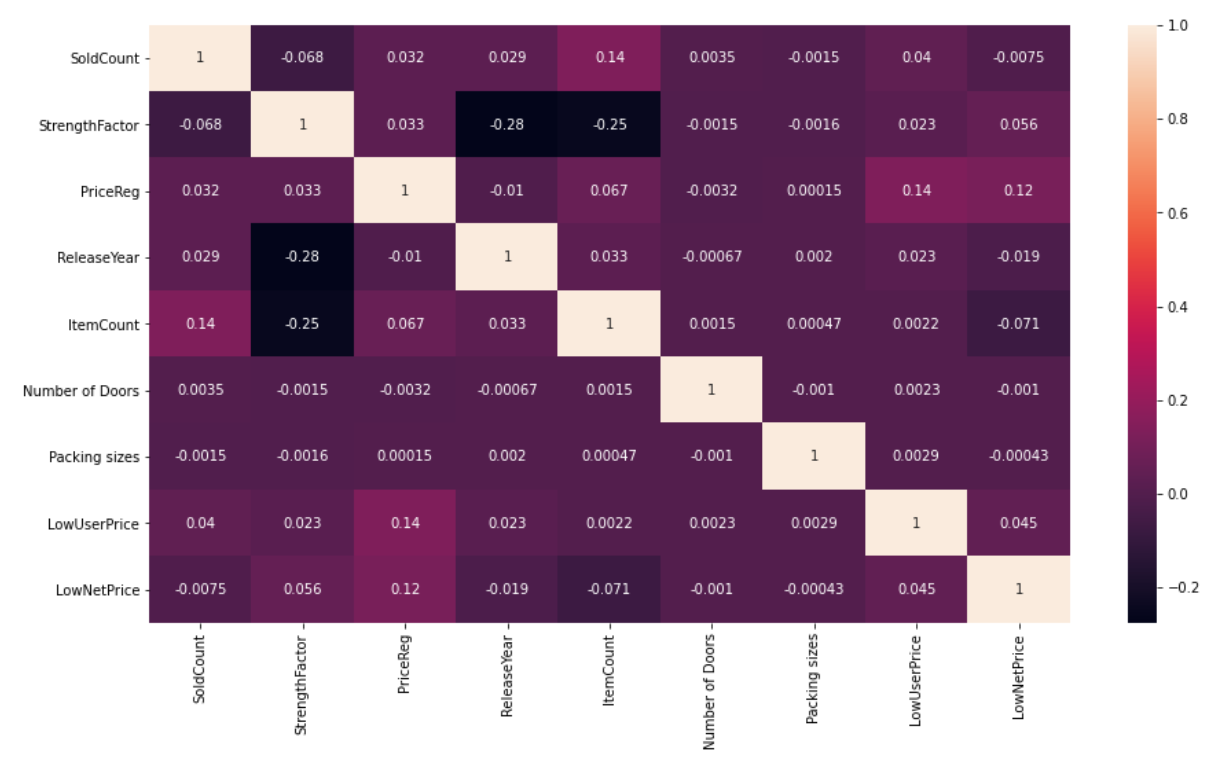 SoldCount 1 -0.068 0.032 0.029 0.14 0.0035 -0.0015 0.04 -0.0075
StrengthFactor -0.068 1 0.033 -0.28 -0.25 -0.0015 -0.0016 0.023 0.056
PriceReg 0.032 0.033 1 -0.01 0.067 -0.0032 0.00015 0.14 0.12
ReleaseYear 0.029 -0.28 -0.01 1 0.033 -0.00067 0.002 0.023 -0.019
ItemCount 0.14 -0.25 0.067 0.033 1 0.0015 0.00047 0.0022 -0.071
Number of Doors 0.0035 -0.0015 -0.0032 -0.00067 0.0015 1 -0.001 0.0023 -0.001
Packing sizes -0.0015 -0.0016 0.00015 0.002 0.00047 -0.001 1 0.0029 -0.00043
LowUserPrice 0.04 0.023 0.14 0.023 0.0022 0.0023 0.0029 1 0.045
LowNetPrice -0.0075 0.056 0.12 -0.019 -0.071 -0.001 -0.00043 0.045 1
SoldCount
StrengthFactor
PriceReg
ReleaseYear
ItemCount
Number of Doors
Packing sizes
LowUserPrice
LowNetPrice
1.0
0.8
0.6
0.4
0.2
0.0
−0.2